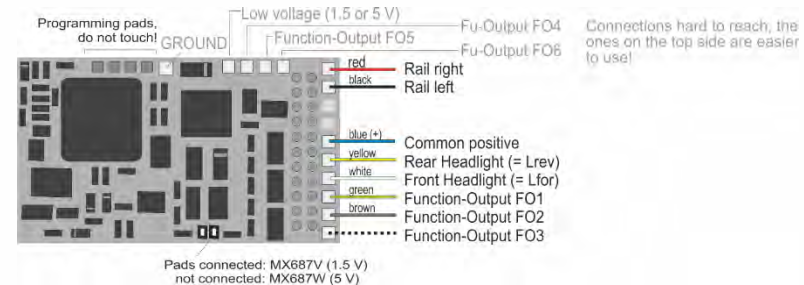 Programming pads,
do not touch!
GROUND
Low voltage (1.5 or 5 V)
Function-Output FO5
Fu-Output FO4
Fu-Output FO6
Connections hard to reach, the
ones on the top side are easier
to use!
red
Rail right
black
Rail left
blue (+)
Common positive
yellow
Rear Headlight (= Lrev)
white
Front Headlight (= Lfor)
green
Function-Output FO1
brown
Function-Output FO2
Function-Output FO3
Pads connected: MX687V (1.5 V)
not connected: MX687W (5 V)